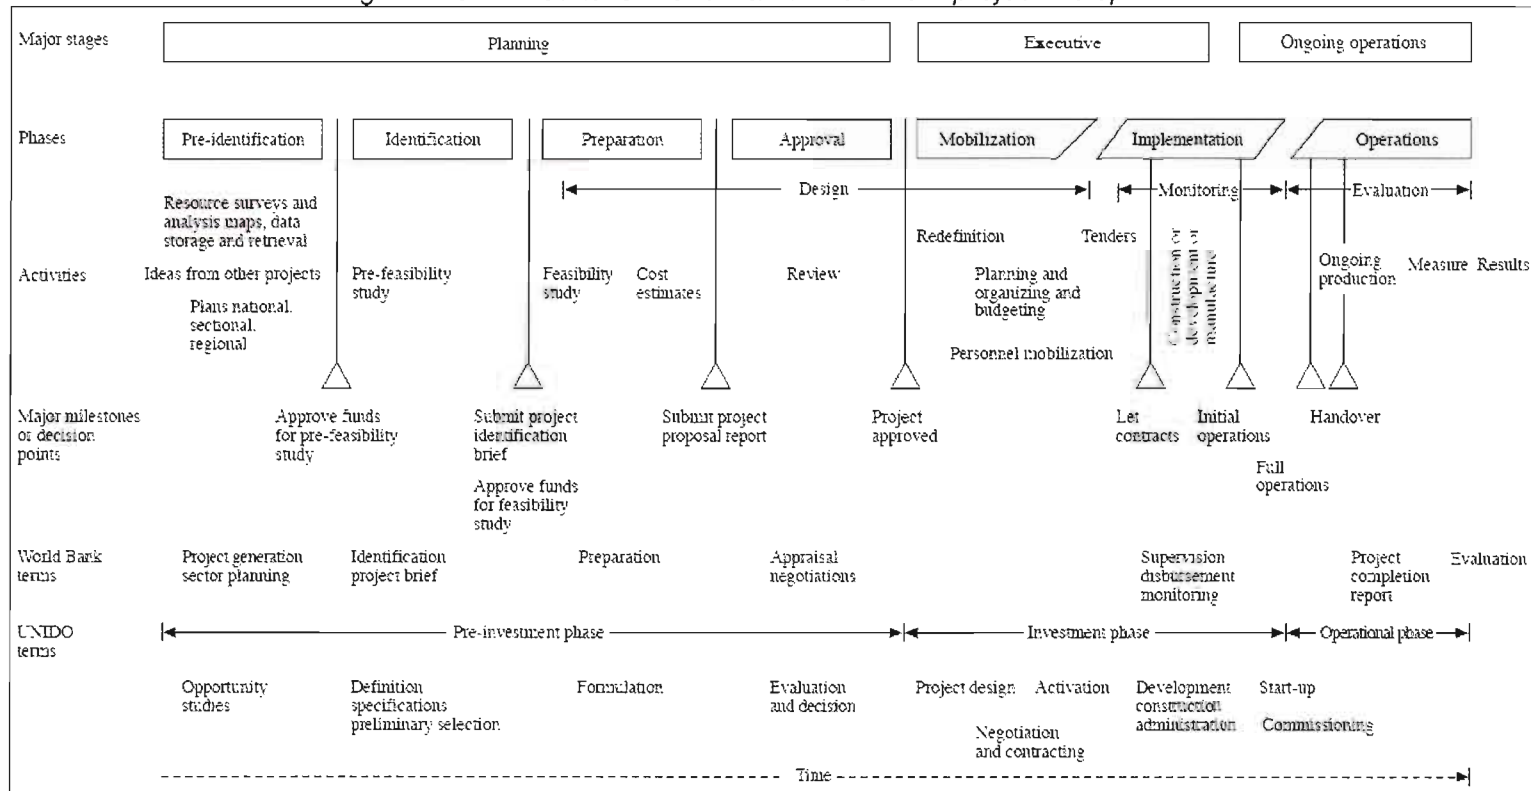 Major stages
Planning
Executive
Ongoing operations
Phases
Pre-identification
Identification
Preparation
Approval
Mobilization
Implementation
Operations
Design
Monitoring
Evaluation
Activities
Resource surveys and
analysis maps, data
storage and retrieval
Ideas from other projects
Plans national,
sectional,
regional
Pre-feasibility
study
Feasibility
study
Cost
estimates
Review
Redefinition
Planning and
organizing and
budgeting
Personnel mobilization
Tenders
Construction or
development or
manufacture
Ongoing
production
Measure Results
Major milestones
or decision
points
Approve funds
for pre-feasibility
study
Submit project
identification
brief
Approve funds
for feasibility
study
Submit project
proposal report
Project
approved
Let
contracts
Initial
operations
Full
operations
Handover
World Bank
terms
Project generation
sector planning
Identification
project brief
Preparation
Appraisal
negotiations
Supervision
disbursement
monitoring
Project
completion
report
Evaluation
UNIDO
terms
Pre-investment phase
Investment phase
Operational phase
Opportunity
studies
Definition
specifications
preliminary selection
Formulation
Evaluation
and decision
Project design
Activation
Negotiation
and contracting
Development
construction
administration
Start-up
Commissioning
Time